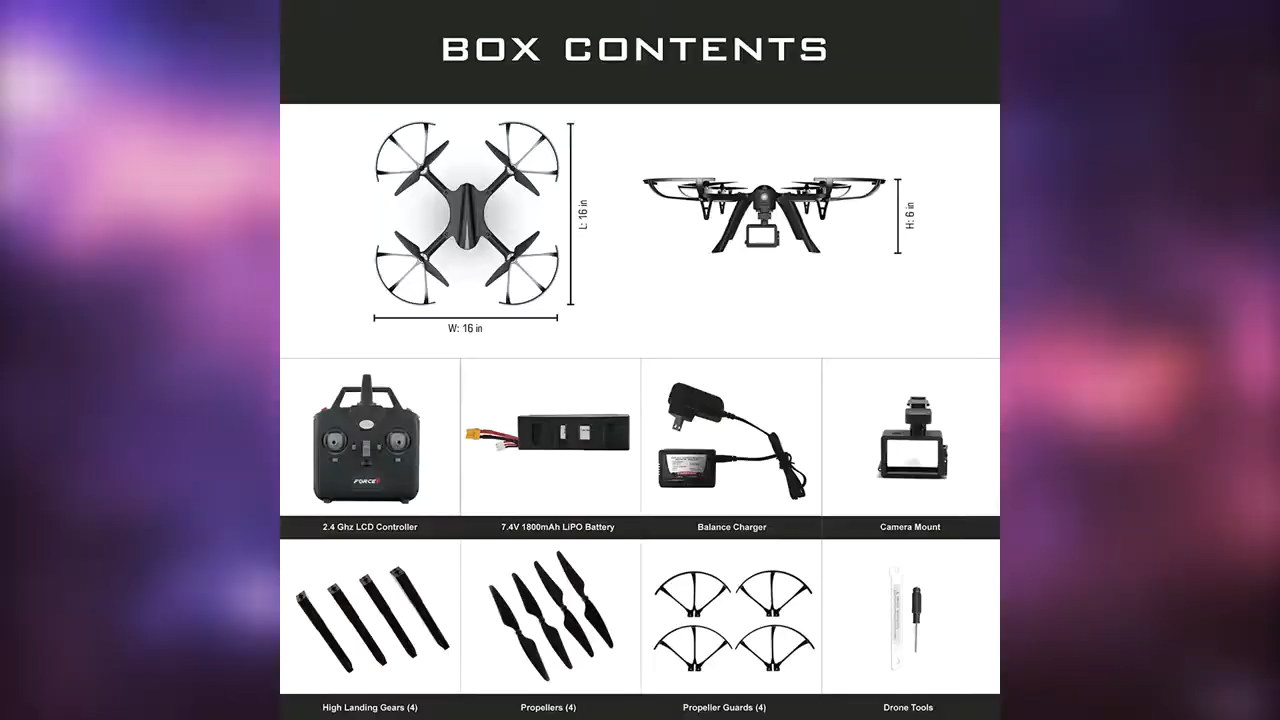 BOX CONTENTS
L: 16 in
H: 6 in
W: 16 in
FORCE1
2.4 Ghz LCD Controller
7.4V 1800mAh LiPO Battery
Balance Charger
Camera Mount
High Landing Gears (4)
Propellers (4)
Propeller Guards (4)
Drone Tools